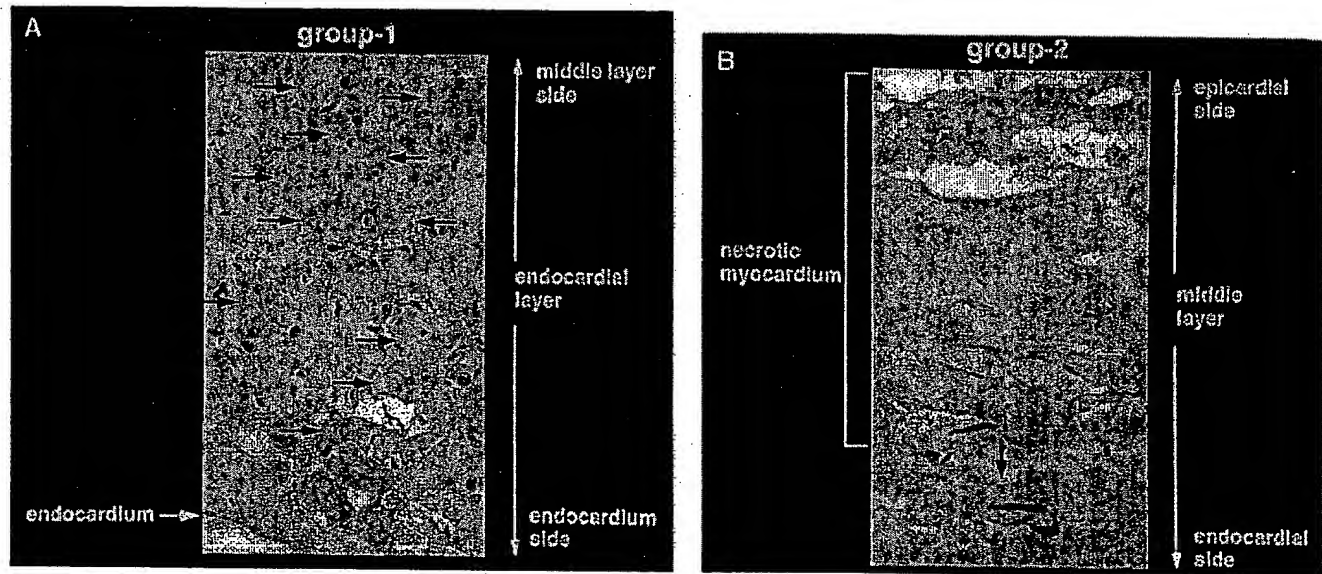 A
group-1
middle layer
side
endocardial
layer
endocardium
endocardium
side
B
group-2
epicardial
side
necrotic
myocardium
middle
layer
endocardial
side